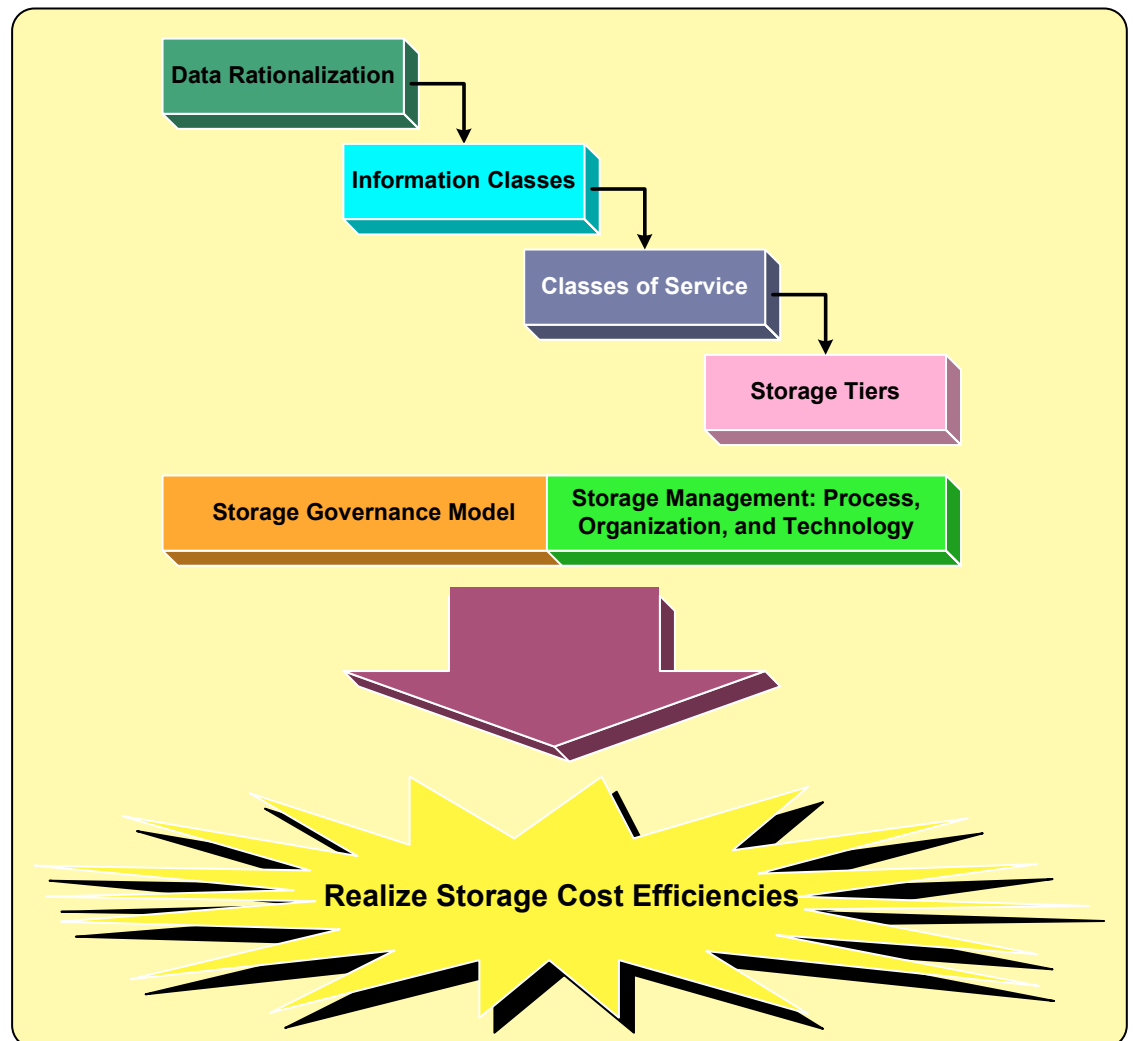 Data Rationalization
Information Classes
Classes of Service
Storage Tiers
Storage Governance Model
Storage Management: Process,
Organization, and Technology
Realize Storage Cost Efficiencies